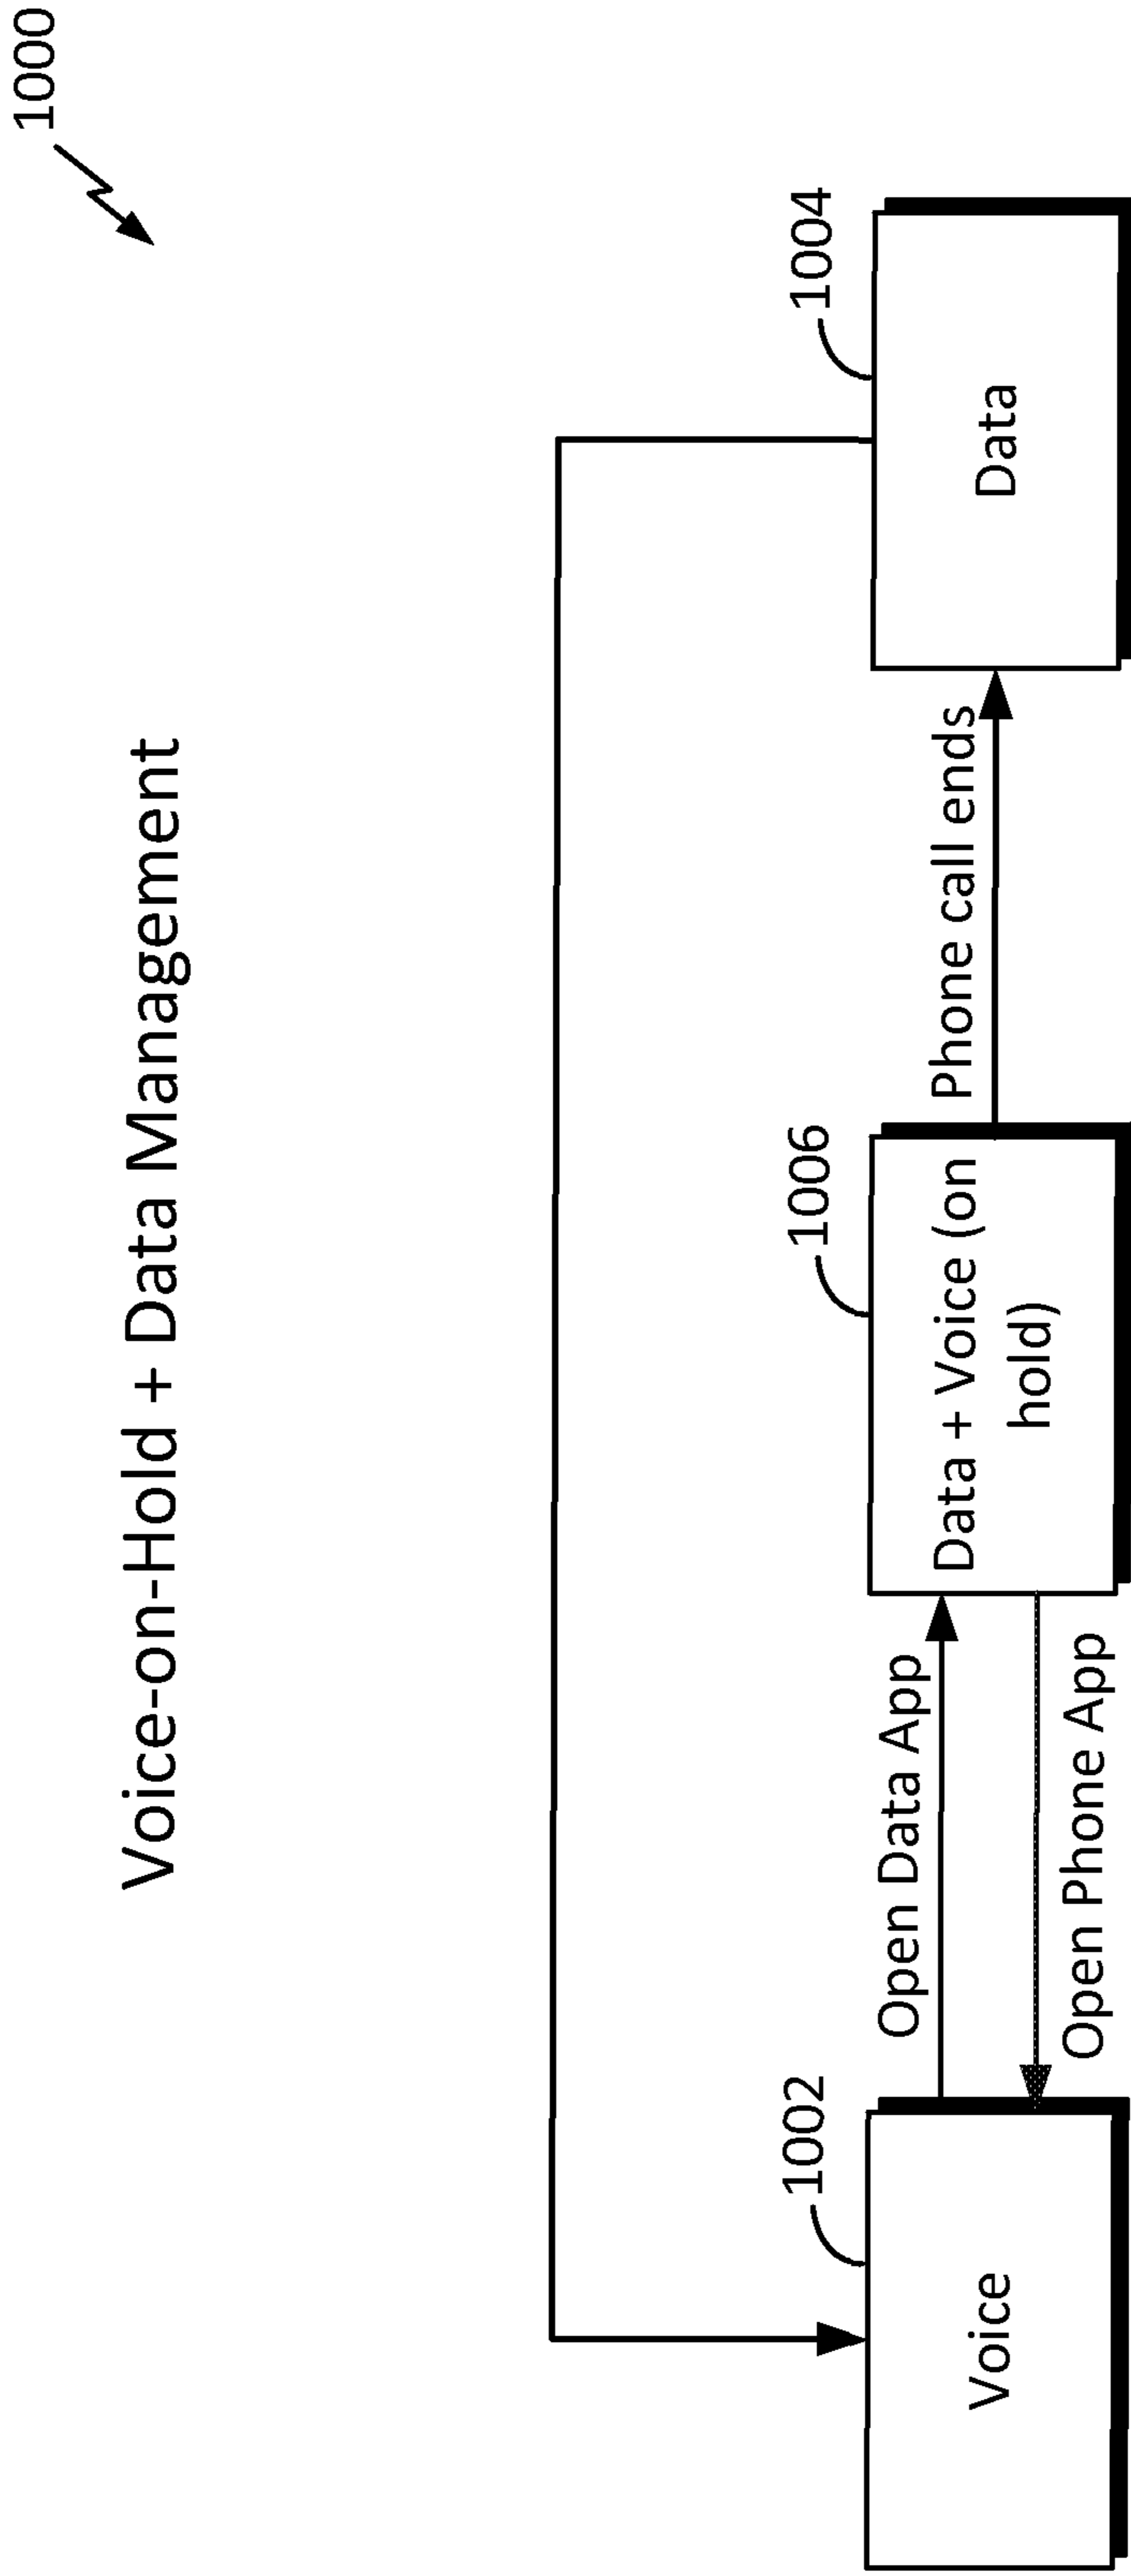 1000
Voice-on-Hold + Data Management
1002
Voice
Open Data App
Open Phone App
1006
Data + Voice (on
hold)
Phone call ends
1004
Data